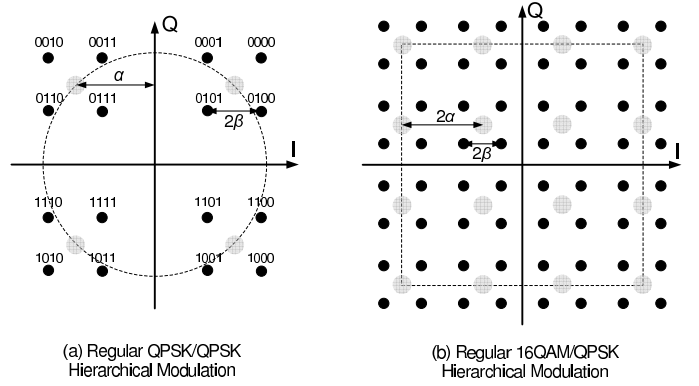 Q
0010 0011 0001 0000
α
0110 0111 0101 0100
2β
I
1110 1111 1101 1100
1010 1011 1001 1000
(a) Regular QPSK/QPSK
Hierarchical Modulation
Q
2α
2β
I
(b) Regular 16QAM/QPSK
Hierarchical Modulation